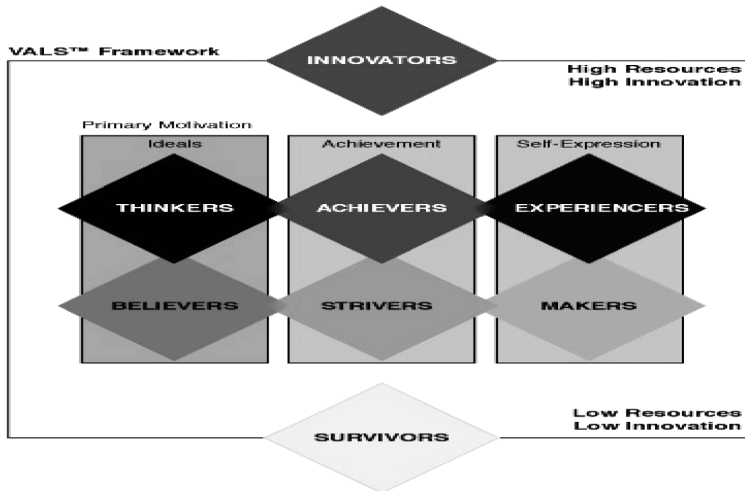 VALS™ Framework
INNOVATORS
High Resources
High Innovation
Primary Motivation
Ideals
Achievement
Self-Expression
THINKERS
ACHIEVERS
EXPERIENCERS
BELIEVERS
STRIVERS
MAKERS
Low Resources
Low Innovation
SURVIVORS